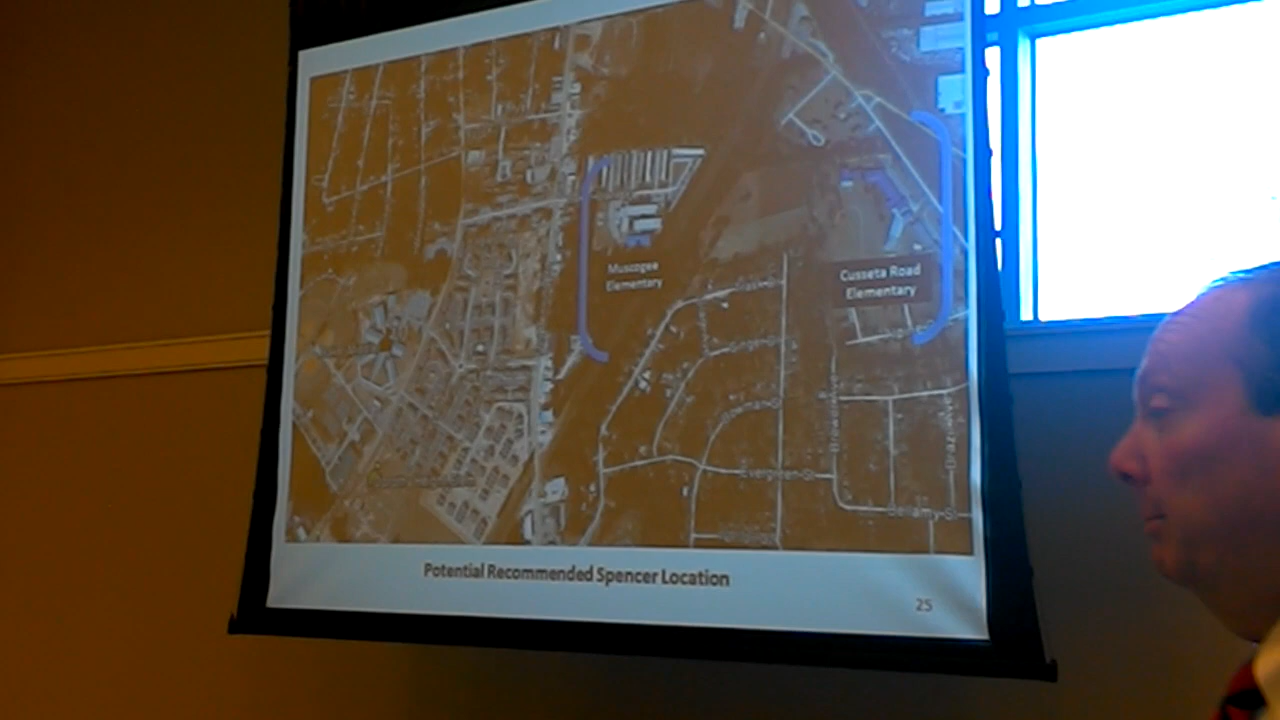 Muscogee
Elementary
Cusseta Road
Elementary
Evergreen St
Bellamy St
Potential Recommended Spencer Location
25